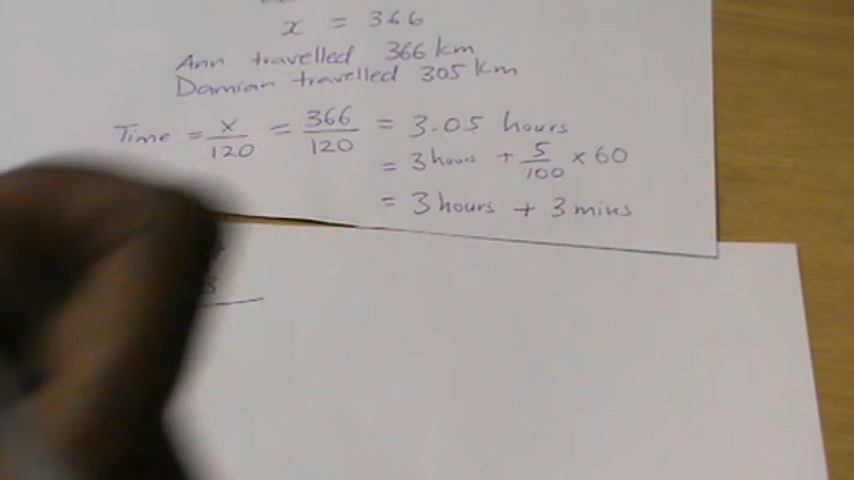 x = 366
Ann travelled 366 km
Damian travelled 305 km
Time = x/120 = 366/120 = 3.05 hours
= 3 hours + 5/100 × 60
= 3 hours + 3 mins